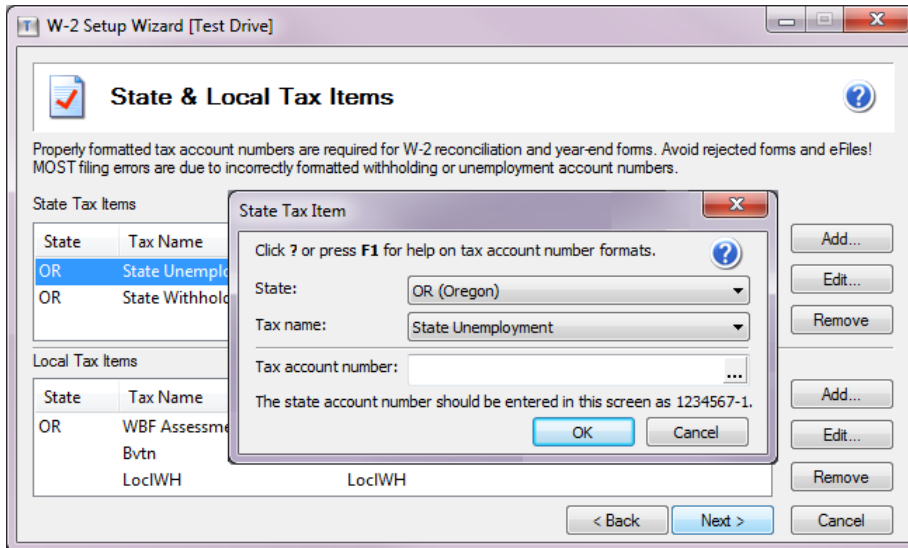 W-2 Setup Wizard [Test Drive]
State & Local Tax Items
Properly formatted tax account numbers are required for W-2 reconciliation and year-end forms. Avoid rejected forms and eFiles!
MOST filing errors are due to incorrectly formatted withholding or unemployment account numbers.
State Tax Items
State Tax Name
OR State Unemplo
OR State Withhold
Add...
Edit...
Remove
State Tax Item
Click ? or press F1 for help on tax account number formats.
State: OR (Oregon)
Tax name: State Unemployment
Tax account number: ...
The state account number should be entered in this screen as 1234567-1.
OK Cancel
Local Tax Items
State Tax Name
OR WBF Assessme
Bvtn
LoclWH LoclWH
Add...
Edit...
Remove
< Back Next > Cancel